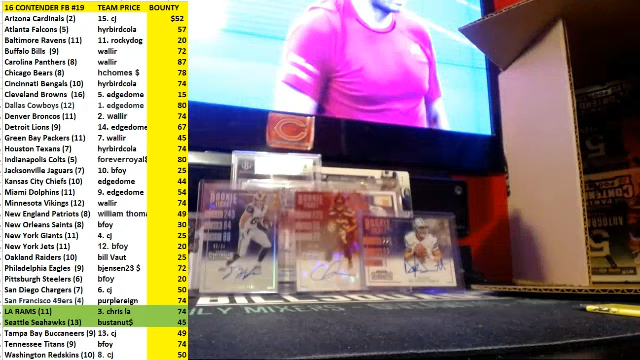 16 CONTENDER FB #19 TEAM PRICE BOUNTY
Arizona Cardinals (2) 15. cj $52
Atlanta Falcons (5) hyrbirdcola 57
Baltimore Ravens (11) 11. rockydog 20
Buffalo Bills (9) wallir 72
Carolina Panthers (8) wallir 87
Chicago Bears (8) hchomes $ 78
Cincinnati Bengals (10) hyrbirdcola 74
Cleveland Browns (16) 5. edgedome 45
Dallas Cowboys (12) 1. edgedome 80
Denver Broncos (11) 2. wallir 74
Detroit Lions (9) 14. edgedome 67
Green Bay Packers (11) 7. wallir 45
Houston Texas (7) hyrbirdcola 74
Indianapolis Colts (5) foreverroyal$ 80
Jacksonville Jaguars (7) 10. bfoy 25
Kansas City Chiefs (10) edgedome 44
Miami Dolphins (11) 9. edgedome 54
Minnesota Vikings (12) wallir 74
New England Patriots (8) william thoma 49
New Orleans Saints (8) bfoy 30
New York Giants (11) 4. cj 25
New York Jets (11) 12. bfoy 20
Oakland Raiders (10) bill Vaut 25
Philadelphia Eagles (9) bjensen23 $ 72
Pittsburg Steelers (6) bfoy 20
San Diego Chargers (7) 6. cj 50
San Francisco 49ers (4) purplereign 74
LA RAMS (11) 3. chris la 74
Seattle Seahawks (13) bustanut$ 45
Tampa Bay Buccaneers (9) 13. cj 49
Tennessee Titans (9) bfoy 74
Washington Redskins (10) 8. cj 50
ROOKIE
ROOKIE